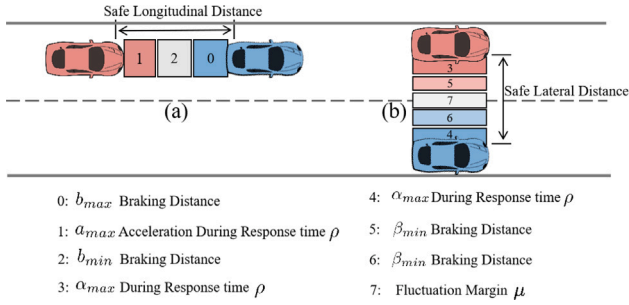 Safe Longitudinal Distance
1 2 0
3
5
7
6
4
Safe Lateral Distance
(a)
(b)
0: b_max Braking Distance
1: a_max Acceleration During Response time ρ
2: b_min Braking Distance
3: α_max During Response time ρ
4: α_max During Response time ρ
5: β_min Braking Distance
6: β_min Braking Distance
7: Fluctuation Margin μ